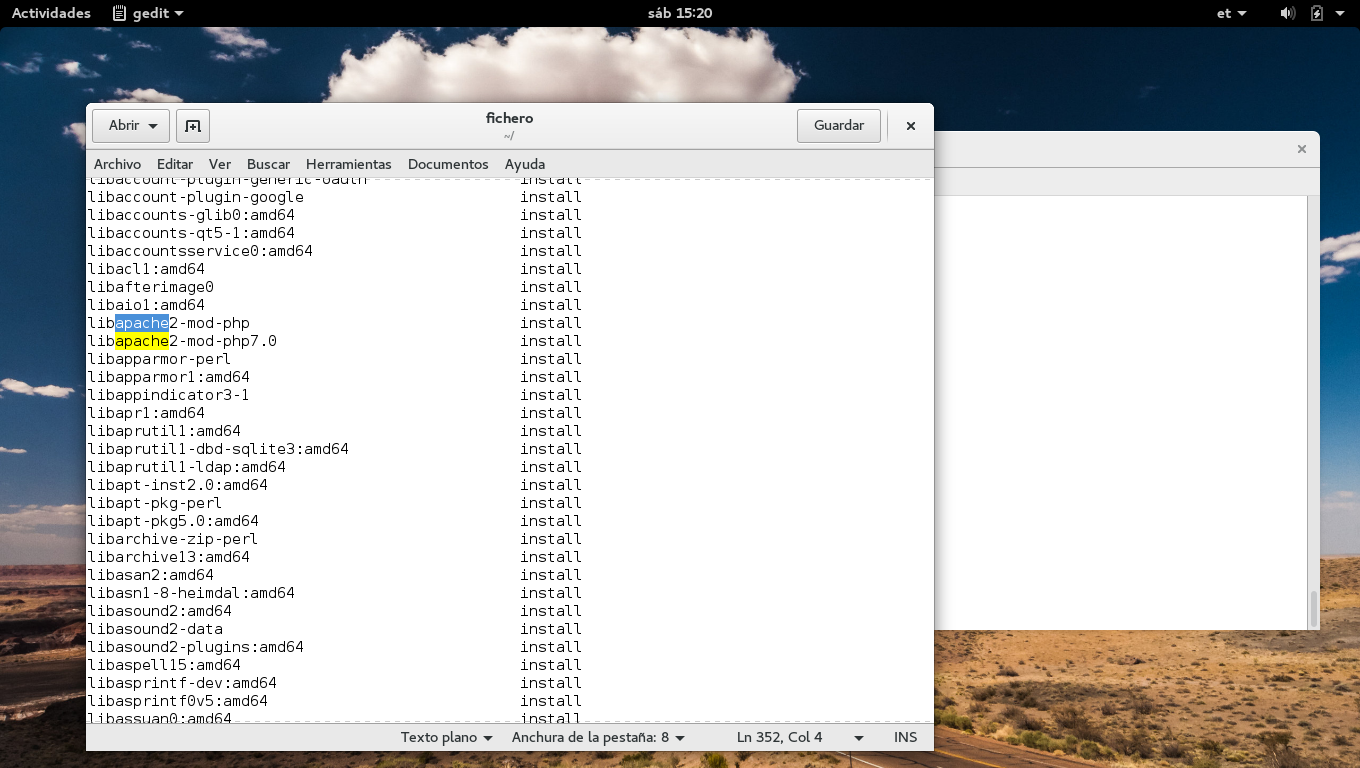 Actividades gedit sáb 15:20 et
Abrir fichero Guardar
~/
Archivo Editar Ver Buscar Herramientas Documentos Ayuda
libaccount-plugin-generic-oauth install
libaccount-plugin-google install
libaccounts-glib0:amd64 install
libaccounts-qt5-1:amd64 install
libaccountsservice0:amd64 install
libacl1:amd64 install
libafterimage0 install
libaio1:amd64 install
libapache2-mod-php install
libapache2-mod-php7.0 install
libapparmor-perl install
libapparmor1:amd64 install
libappindicator3-1 install
libapr1:amd64 install
libaprutil1:amd64 install
libaprutil1-dbd-sqlite3:amd64 install
libaprutil1-ldap:amd64 install
libapt-inst2.0:amd64 install
libapt-pkg-perl install
libapt-pkg5.0:amd64 install
libarchive-zip-perl install
libarchive13:amd64 install
libasan2:amd64 install
libasn1-8-heimdal:amd64 install
libasound2:amd64 install
libasound2-data install
libasound2-plugins:amd64 install
libaspell15:amd64 install
libasprintf-dev:amd64 install
libasprintf0v5:amd64 install
libassuan0:amd64 install
Texto plano Anchura de la pestaña: 8 Ln 352, Col 4 INS